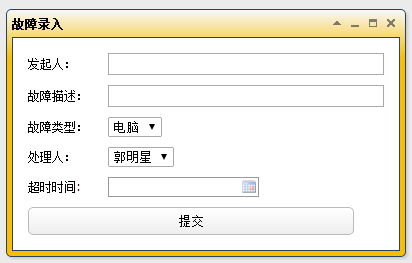 故障录入
发起人：
故障描述：
故障类型： 电脑
处理人： 郭明星
超时时间：
提交